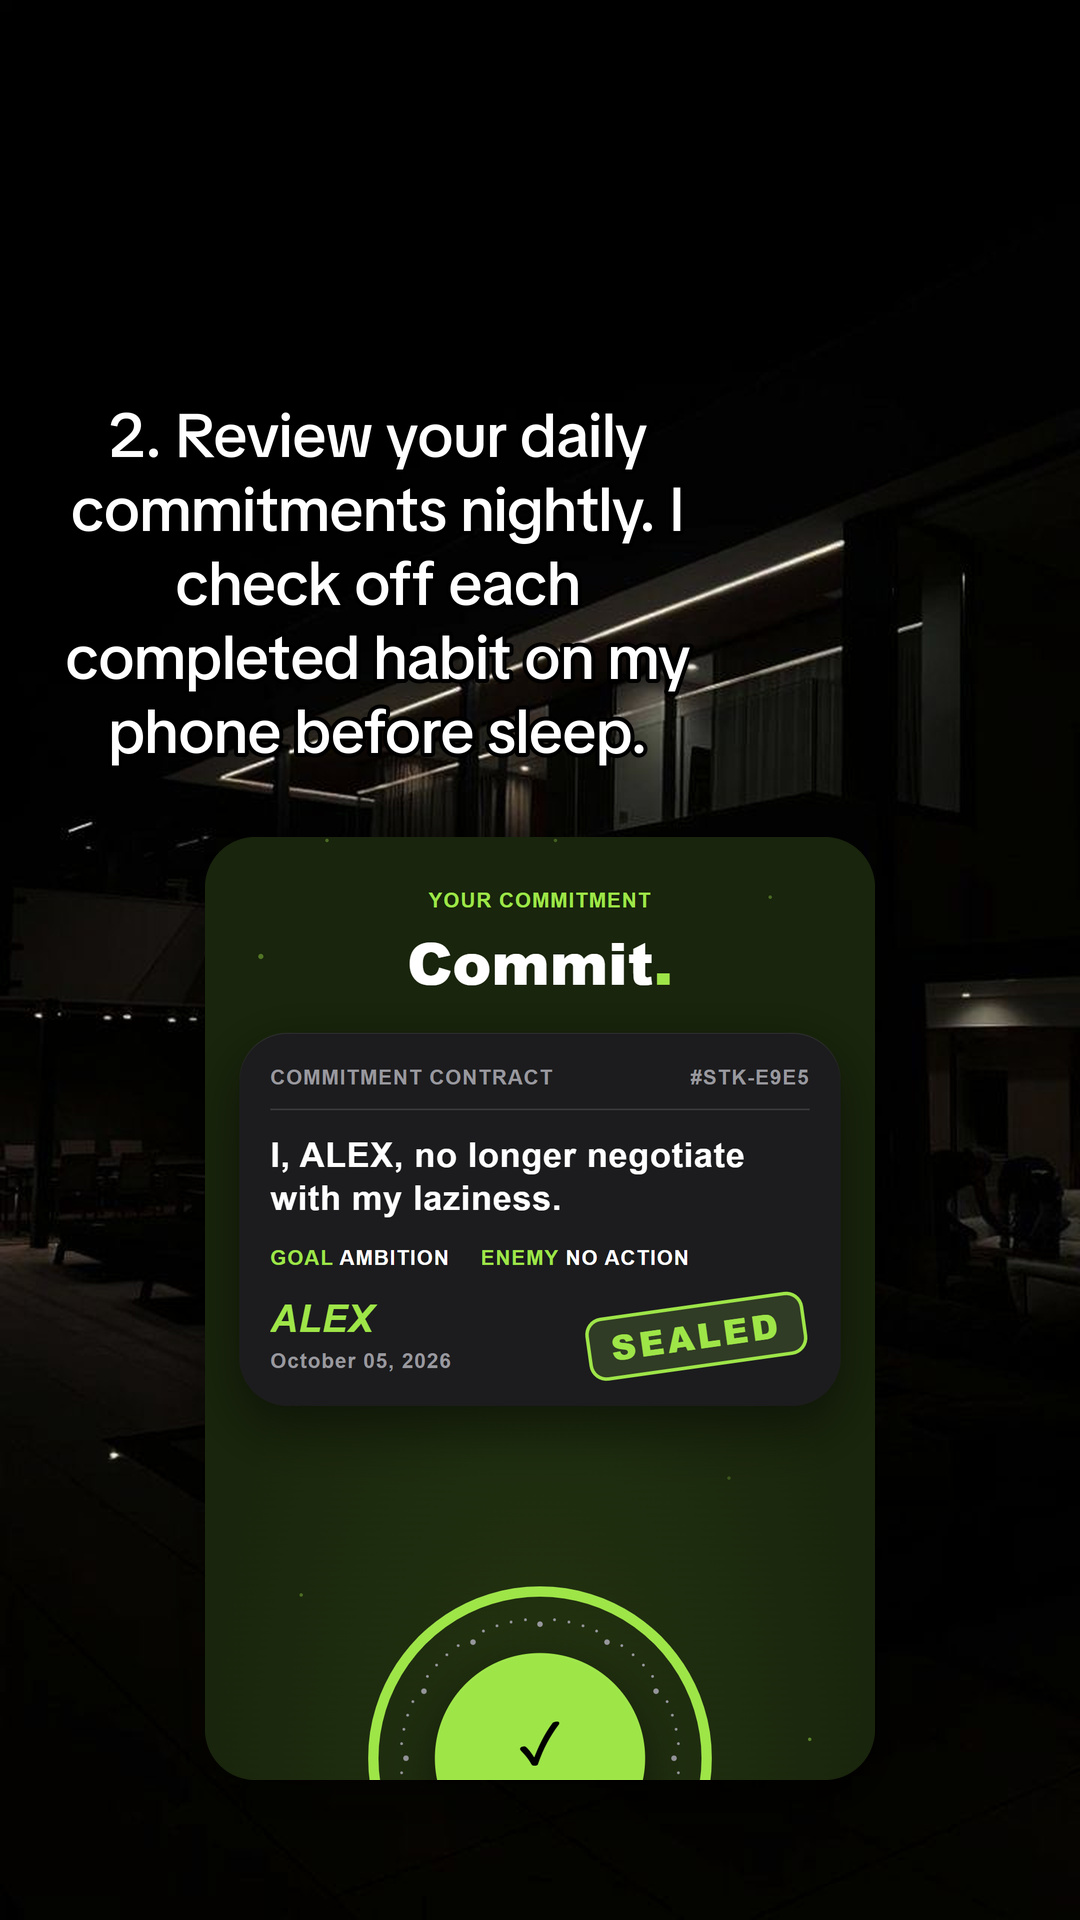 2. Review your daily
commitments nightly. I
check off each
completed habit on my
phone before sleep.
YOUR COMMITMENT
Commit.
COMMITMENT CONTRACT #STK-E9E5
I, ALEX, no longer negotiate
with my laziness.
GOAL AMBITION ENEMY NO ACTION
ALEX
October 05, 2026
SEALED